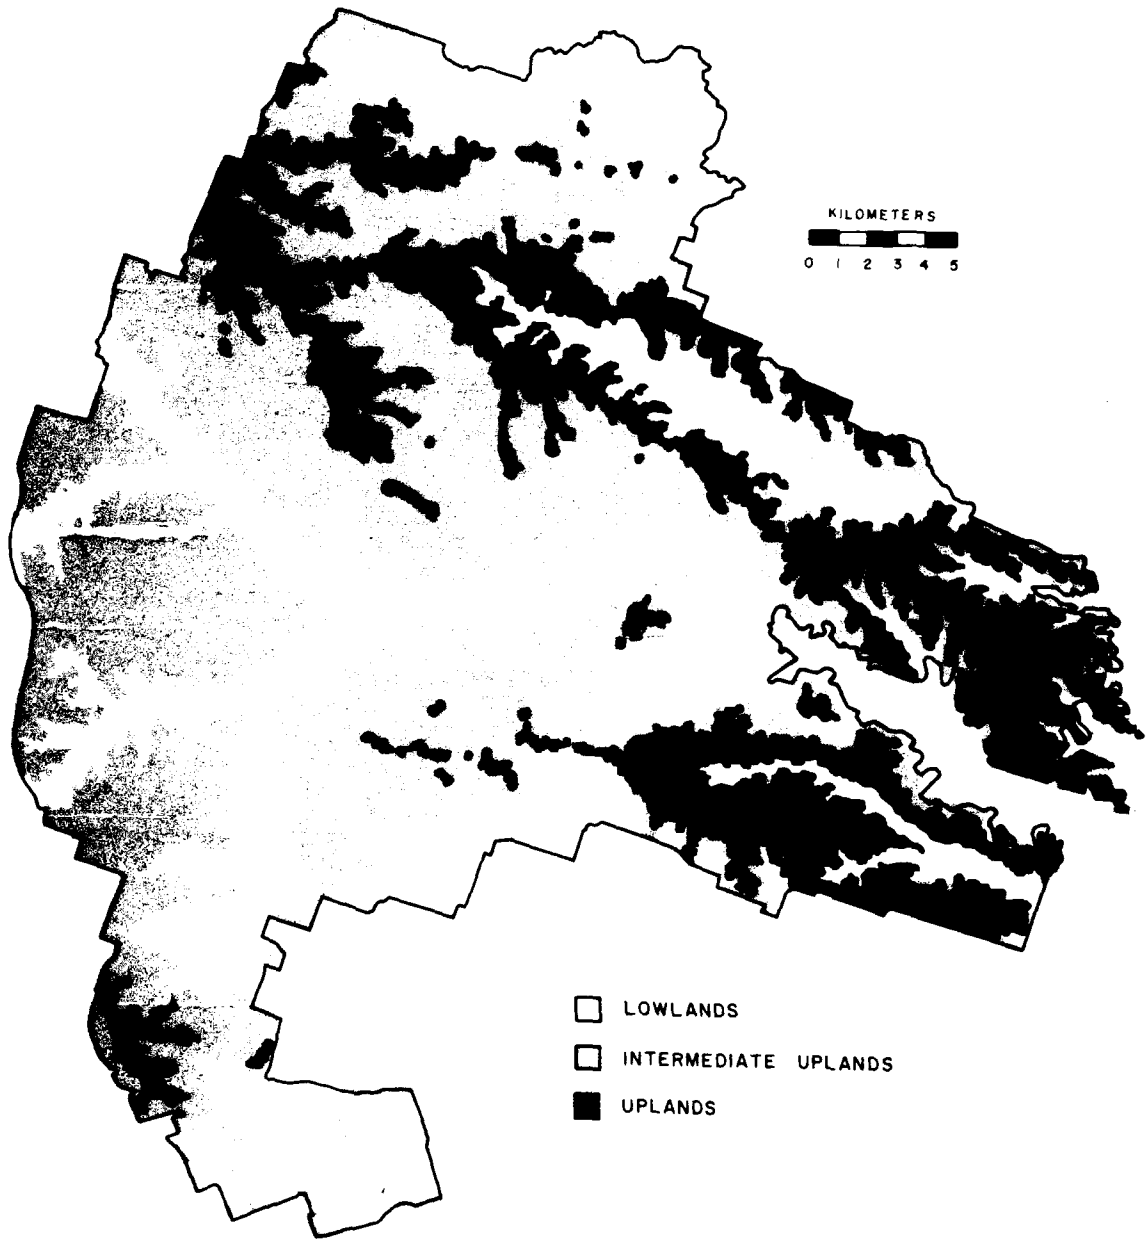 KILOMETERS
0 1 2 3 4 5
LOWLANDS
INTERMEDIATE UPLANDS
UPLANDS